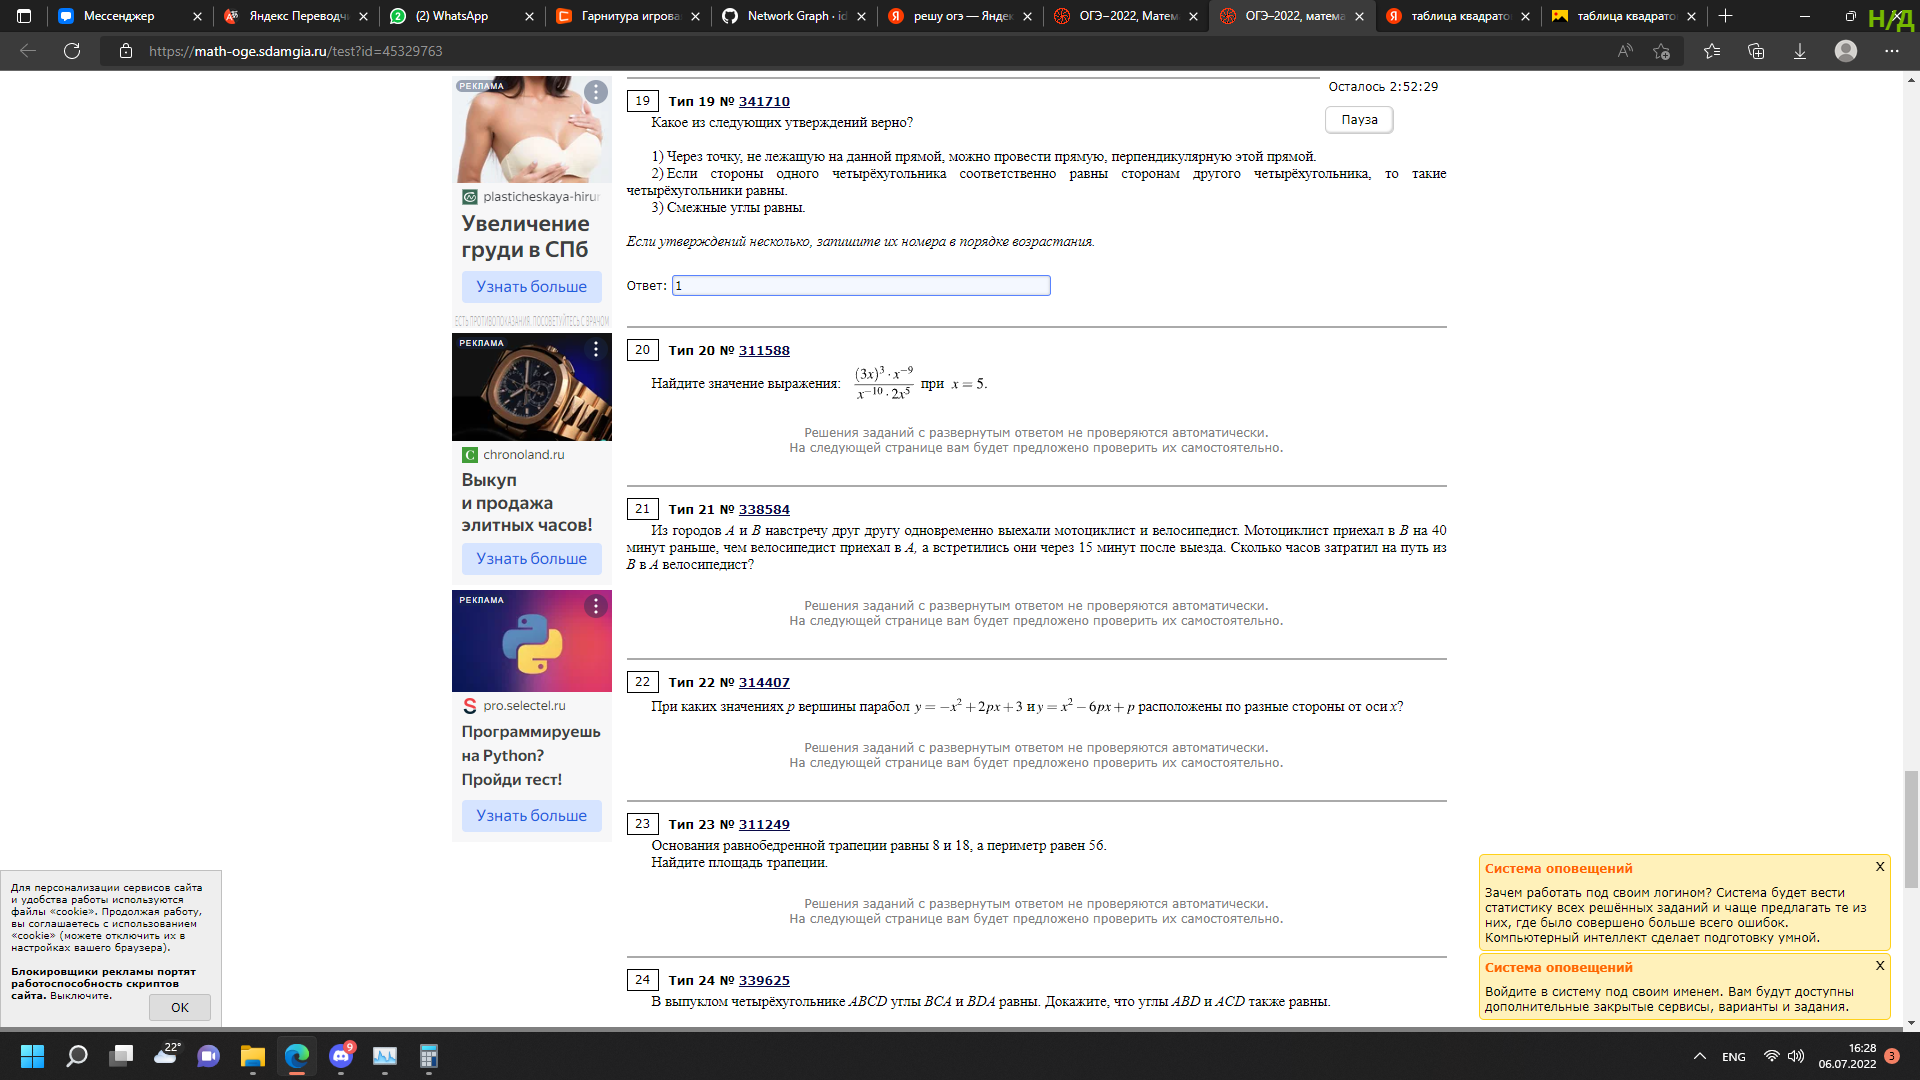 Мессенджер
Яндекс Переводч
(2) WhatsApp
Гарнитура игрова
Network Graph · id
решу огэ — Яндек
ОГЭ−2022, Матем
ОГЭ−2022, матема
таблица квадрато
таблица квадрато
Н/Д
https://math-oge.sdamgia.ru/test?id=45329763
РЕКЛАМА
plasticheskaya-hirur
Увеличение
груди в СПб
Узнать больше
ЕСТЬ ПРОТИВОПОКАЗАНИЯ. ПОСОВЕТУЙТЕСЬ С ВРАЧОМ
РЕКЛАМА
chronoland.ru
Выкуп
и продажа
элитных часов!
Узнать больше
РЕКЛАМА
pro.selectel.ru
Программируешь
на Python?
Пройди тест!
Узнать больше
Осталось 2:52:29
Пауза
19 Тип 19 № 341710
Какое из следующих утверждений верно?
1) Через точку, не лежащую на данной прямой, можно провести прямую, перпендикулярную этой прямой.
2) Если стороны одного четырёхугольника соответственно равны сторонам другого четырёхугольника, то такие
четырёхугольники равны.
3) Смежные углы равны.
Если утверждений несколько, запишите их номера в порядке возрастания.
Ответ: 1
20 Тип 20 № 311588
Найдите значение выражения: (3x)³ · x⁻⁹ / x⁻¹⁰ · 2x⁵ при x = 5.
Решения заданий с развернутым ответом не проверяются автоматически.
На следующей странице вам будет предложено проверить их самостоятельно.
21 Тип 21 № 338584
Из городов A и B навстречу друг другу одновременно выехали мотоциклист и велосипедист. Мотоциклист приехал в B на 40
минут раньше, чем велосипедист приехал в A, а встретились они через 15 минут после выезда. Сколько часов затратил на путь из
B в A велосипедист?
Решения заданий с развернутым ответом не проверяются автоматически.
На следующей странице вам будет предложено проверить их самостоятельно.
22 Тип 22 № 314407
При каких значениях p вершины парабол y = −x² + 2px + 3 и y = x² − 6px + p расположены по разные стороны от оси x?
Решения заданий с развернутым ответом не проверяются автоматически.
На следующей странице вам будет предложено проверить их самостоятельно.
23 Тип 23 № 311249
Основания равнобедренной трапеции равны 8 и 18, а периметр равен 56.
Найдите площадь трапеции.
Решения заданий с развернутым ответом не проверяются автоматически.
На следующей странице вам будет предложено проверить их самостоятельно.
24 Тип 24 № 339625
В выпуклом четырёхугольнике ABCD углы BCA и BDA равны. Докажите, что углы ABD и ACD также равны.
Для персонализации сервисов сайта
и удобства работы используются
файлы «cookie». Продолжая работу,
вы соглашаетесь с использованием
«cookie» (можете отключить их в
настройках вашего браузера).
Блокировщики рекламы портят
работоспособность скриптов
сайта. Выключите.
OK
Система оповещений X
Зачем работать под своим логином? Система будет вести
статистику всех решённых заданий и чаще предлагать те из
них, где было совершено больше всего ошибок.
Компьютерный интеллект сделает подготовку умной.
Система оповещений X
Войдите в систему под своим именем. Вам будут доступны
дополнительные закрытые сервисы, варианты и задания.
22°
9
ENG
16:28
06.07.2022
3